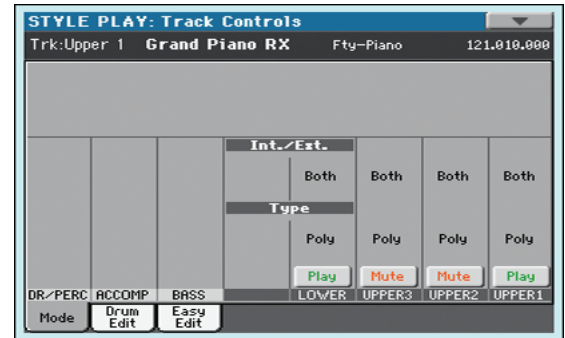 STYLE PLAY: Track Controls
Trk:Upper 1 Grand Piano RX Fty-Piano 121.010.000
Int./Ext.
Both Both Both Both
Type
Poly Poly Poly Poly
Play Mute Mute Play
DR/PERC ACCOMP BASS LOWER UPPER3 UPPER2 UPPER1
Mode Drum Edit Easy Edit